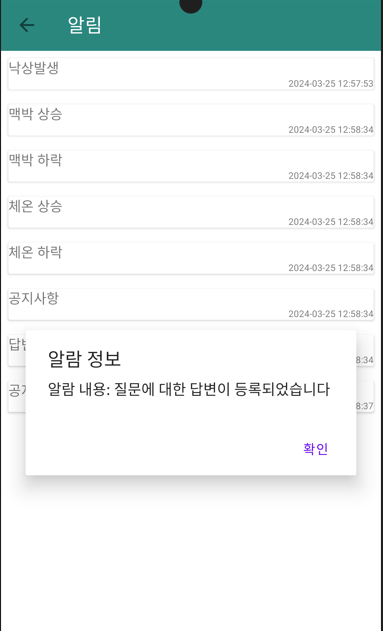 알림
낙상발생
2024-03-25 12:57:53
맥박 상승
2024-03-25 12:58:34
맥박 하락
2024-03-25 12:58:34
체온 상승
2024-03-25 12:58:34
체온 하락
2024-03-25 12:58:34
공지사항
2024-03-25 12:58:34
답변
8:34
알람 정보
알람 내용: 질문에 대한 답변이 등록되었습니다
공지
8:37
확인